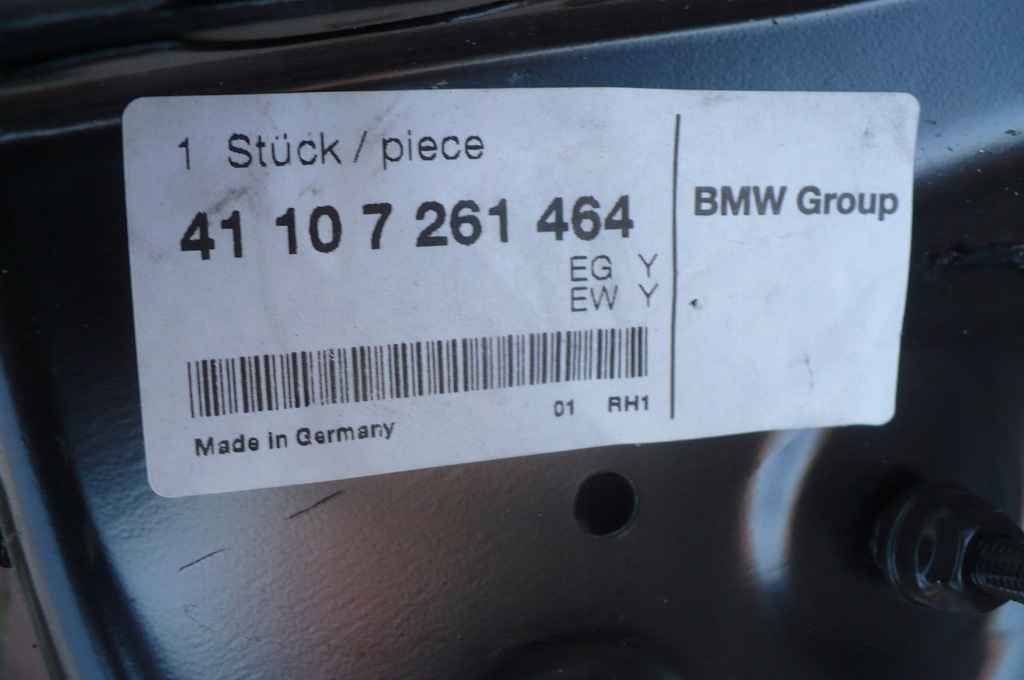 1 Stück / piece
41 10 7 261 464
EG Y
EW Y
01 RH1
Made in Germany
BMW Group